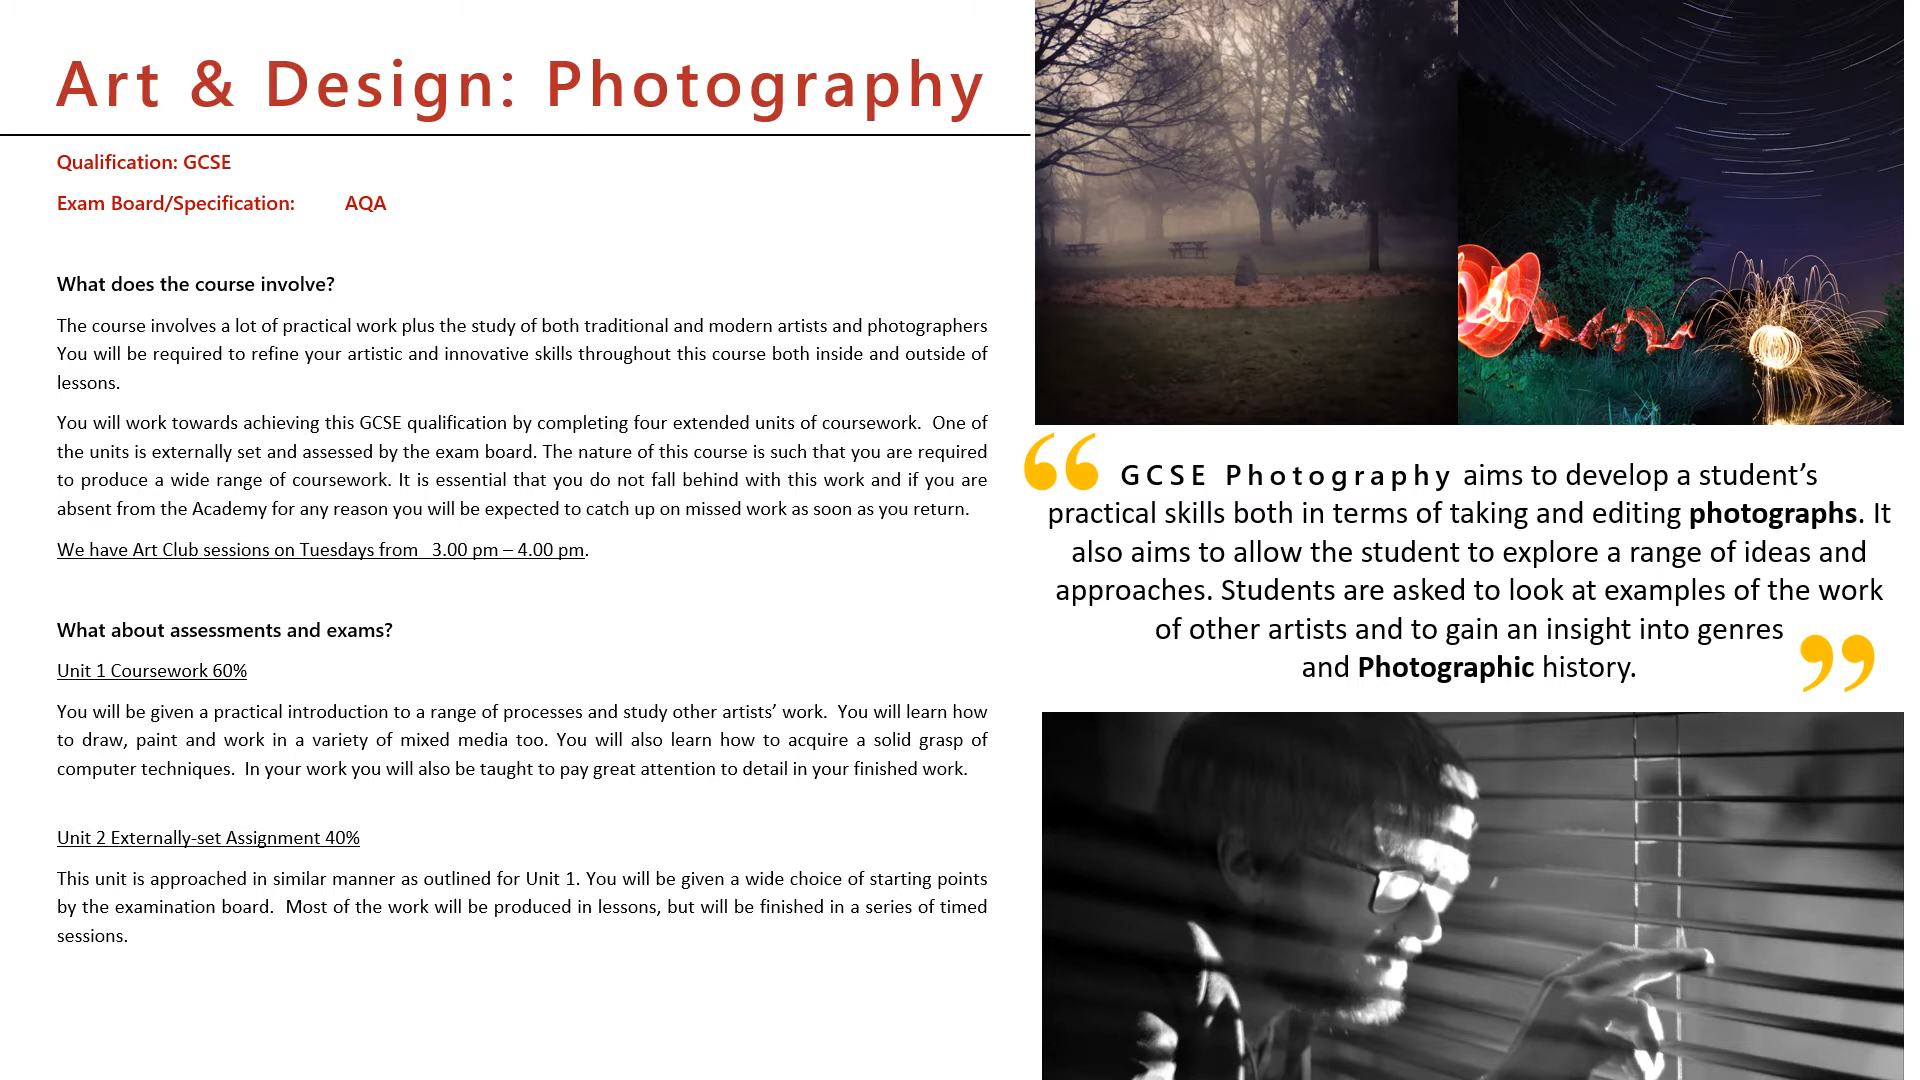 Art & Design: Photography
Qualification: GCSE
Exam Board/Specification: AQA
What does the course involve?
The course involves a lot of practical work plus the study of both traditional and modern artists and photographers
You will be required to refine your artistic and innovative skills throughout this course both inside and outside of
lessons.
You will work towards achieving this GCSE qualification by completing four extended units of coursework.  One of
the units is externally set and assessed by the exam board. The nature of this course is such that you are required
to produce a wide range of coursework. It is essential that you do not fall behind with this work and if you are
absent from the Academy for any reason you will be expected to catch up on missed work as soon as you return.
We have Art Club sessions on Tuesdays from   3.00 pm – 4.00 pm.
What about assessments and exams?
Unit 1 Coursework 60%
You will be given a practical introduction to a range of processes and study other artists’ work.  You will learn how
to draw, paint and work in a variety of mixed media too. You will also learn how to acquire a solid grasp of
computer techniques.  In your work you will also be taught to pay great attention to detail in your finished work.
Unit 2 Externally-set Assignment 40%
This unit is approached in similar manner as outlined for Unit 1. You will be given a wide choice of starting points
by the examination board.  Most of the work will be produced in lessons, but will be finished in a series of timed
sessions.
“ GCSE Photography aims to develop a student’s
practical skills both in terms of taking and editing photographs. It
also aims to allow the student to explore a range of ideas and
approaches. Students are asked to look at examples of the work
of other artists and to gain an insight into genres
and Photographic history. ”